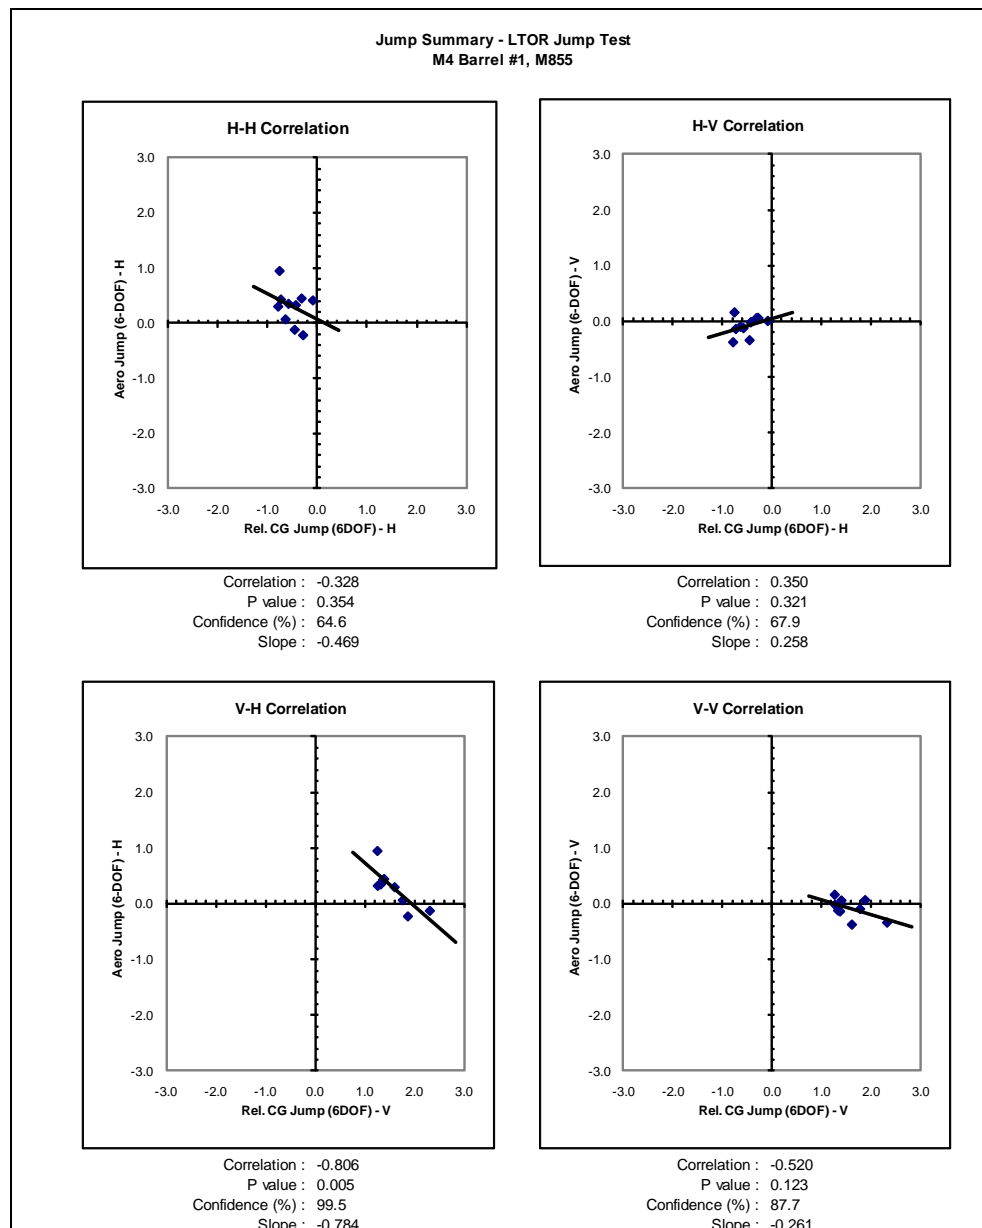 Jump Summary - LTOR Jump Test
M4 Barrel #1, M855
H-H Correlation
3.0
2.0
1.0
0.0
-1.0
-2.0
-3.0
-3.0 -2.0 -1.0 0.0 1.0 2.0 3.0
Aero Jump (6-DOF) - H
Rel. CG Jump (6DOF) - H
Correlation : -0.328
P value : 0.354
Confidence (%) : 64.6
Slope : -0.469
H-V Correlation
3.0
2.0
1.0
0.0
-1.0
-2.0
-3.0
-3.0 -2.0 -1.0 0.0 1.0 2.0 3.0
Aero Jump (6-DOF) - V
Rel. CG Jump (6DOF) - H
Correlation : 0.350
P value : 0.321
Confidence (%) : 67.9
Slope : 0.258
V-H Correlation
3.0
2.0
1.0
0.0
-1.0
-2.0
-3.0
-3.0 -2.0 -1.0 0.0 1.0 2.0 3.0
Aero Jump (6-DOF) - H
Rel. CG Jump (6DOF) - V
Correlation : -0.806
P value : 0.005
Confidence (%) : 99.5
Slope : -0.784
V-V Correlation
3.0
2.0
1.0
0.0
-1.0
-2.0
-3.0
-3.0 -2.0 -1.0 0.0 1.0 2.0 3.0
Aero Jump (6-DOF) - V
Rel. CG Jump (6DOF) - V
Correlation : -0.520
P value : 0.123
Confidence (%) : 87.7
Slope : -0.261